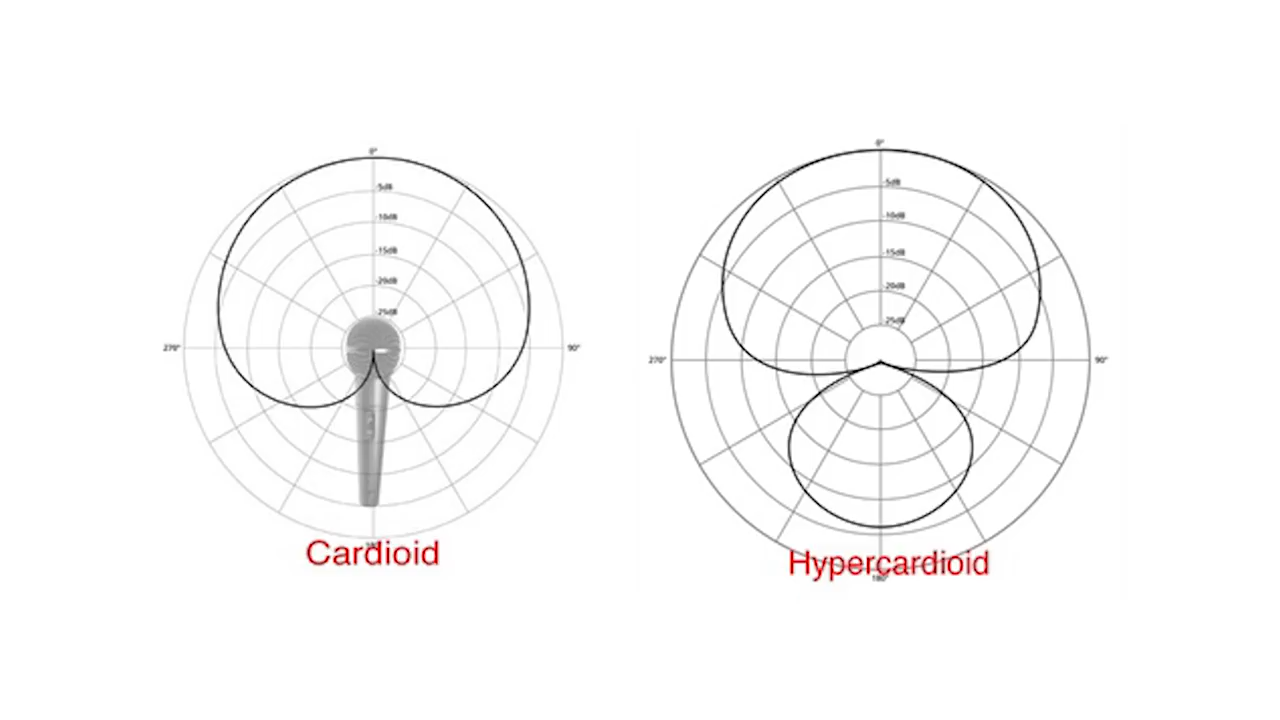 0°
-5dB
-10dB
-15dB
-20dB
-25dB
270°
90°
Cardioid
0°
-5dB
-10dB
-15dB
-20dB
-25dB
270°
90°
Hypercardioid
180°